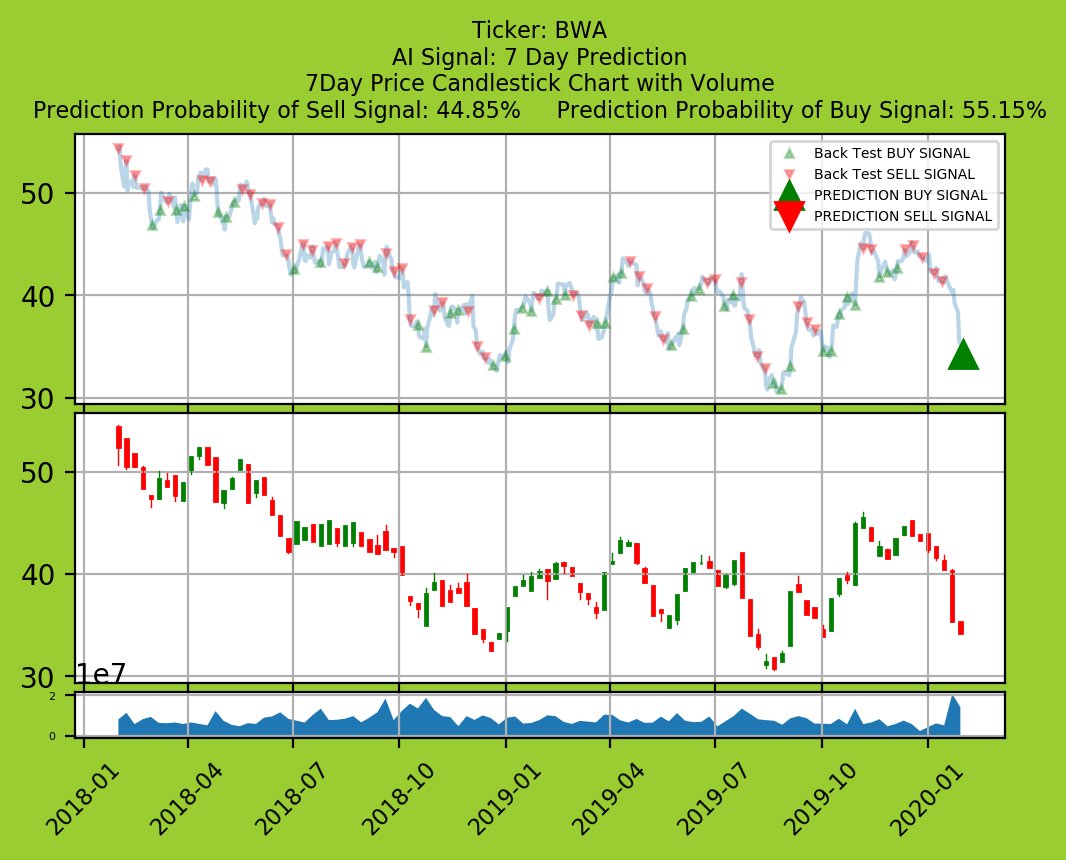 Ticker: BWA
AI Signal: 7 Day Prediction
7Day Price Candlestick Chart with Volume
Prediction Probability of Sell Signal: 44.85%     Prediction Probability of Buy Signal: 55.15%
Back Test BUY SIGNAL
Back Test SELL SIGNAL
PREDICTION BUY SIGNAL
PREDICTION SELL SIGNAL
50
40
30
50
40
30
1e7
2
0
2018-01 2018-04 2018-07 2018-10 2019-01 2019-04 2019-07 2019-10 2020-01